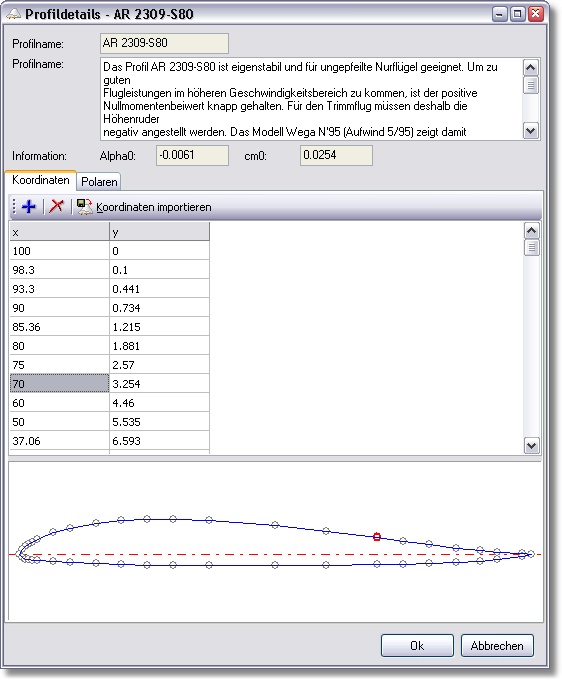 Profildetails - AR 2309-S80
Profilname: AR 2309-S80
Profilname: Das Profil AR 2309-S80 ist eigenstabil und für ungepfeilte Nurflügel geeignet. Um zu
guten
Flugleistungen im höheren Geschwindigkeitsbereich zu kommen, ist der positive
Nullmomentenbeiwert knapp gehalten. Für den Trimmflug müssen deshalb die
Höhenruder
negativ angestellt werden. Das Modell Wega N'95 (Aufwind 5/95) zeigt damit
Information: Alpha0: -0.0061 cm0: 0.0254
Koordinaten Polaren
Koordinaten importieren
x y
100 0
98.3 0.1
93.3 0.441
90 0.734
85.36 1.215
80 1.881
75 2.57
70 3.254
60 4.46
50 5.535
37.06 6.593
Ok Abbrechen